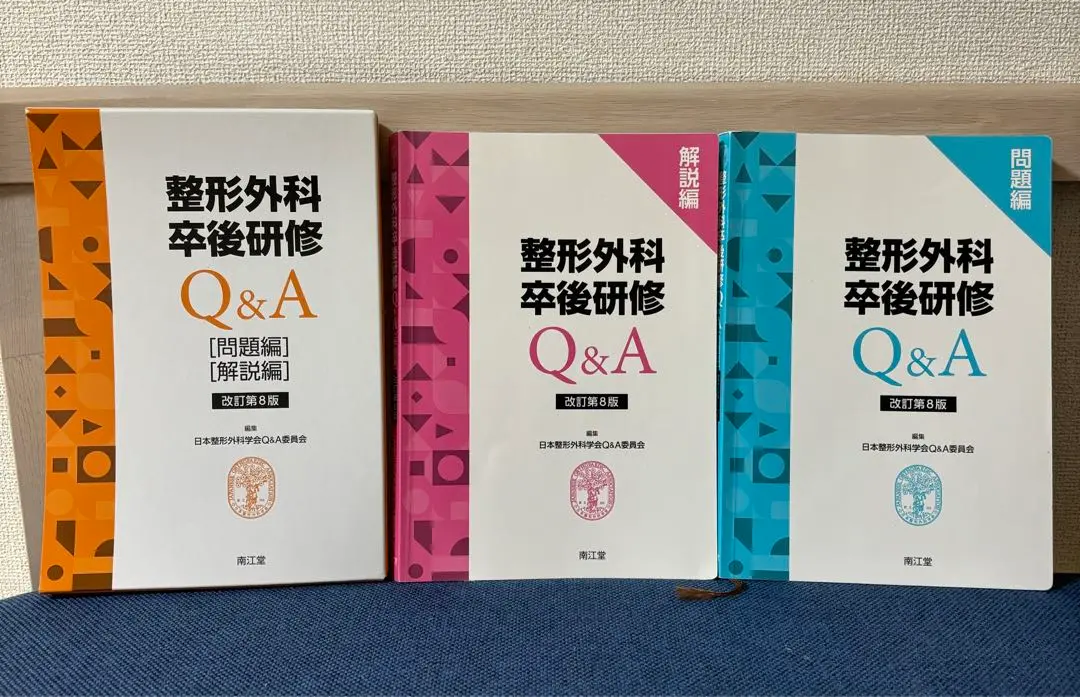 整形外科
卒後研修
Q&A
[問題編]
[解説編]
改訂第8版
編集
日本整形外科学会Q&A委員会
南江堂
解説編
整形外科
卒後研修
Q&A
改訂第8版
編集
日本整形外科学会Q&A委員会
南江堂
問題編
整形外科
卒後研修
Q&A
改訂第8版
編集
日本整形外科学会Q&A委員会
南江堂